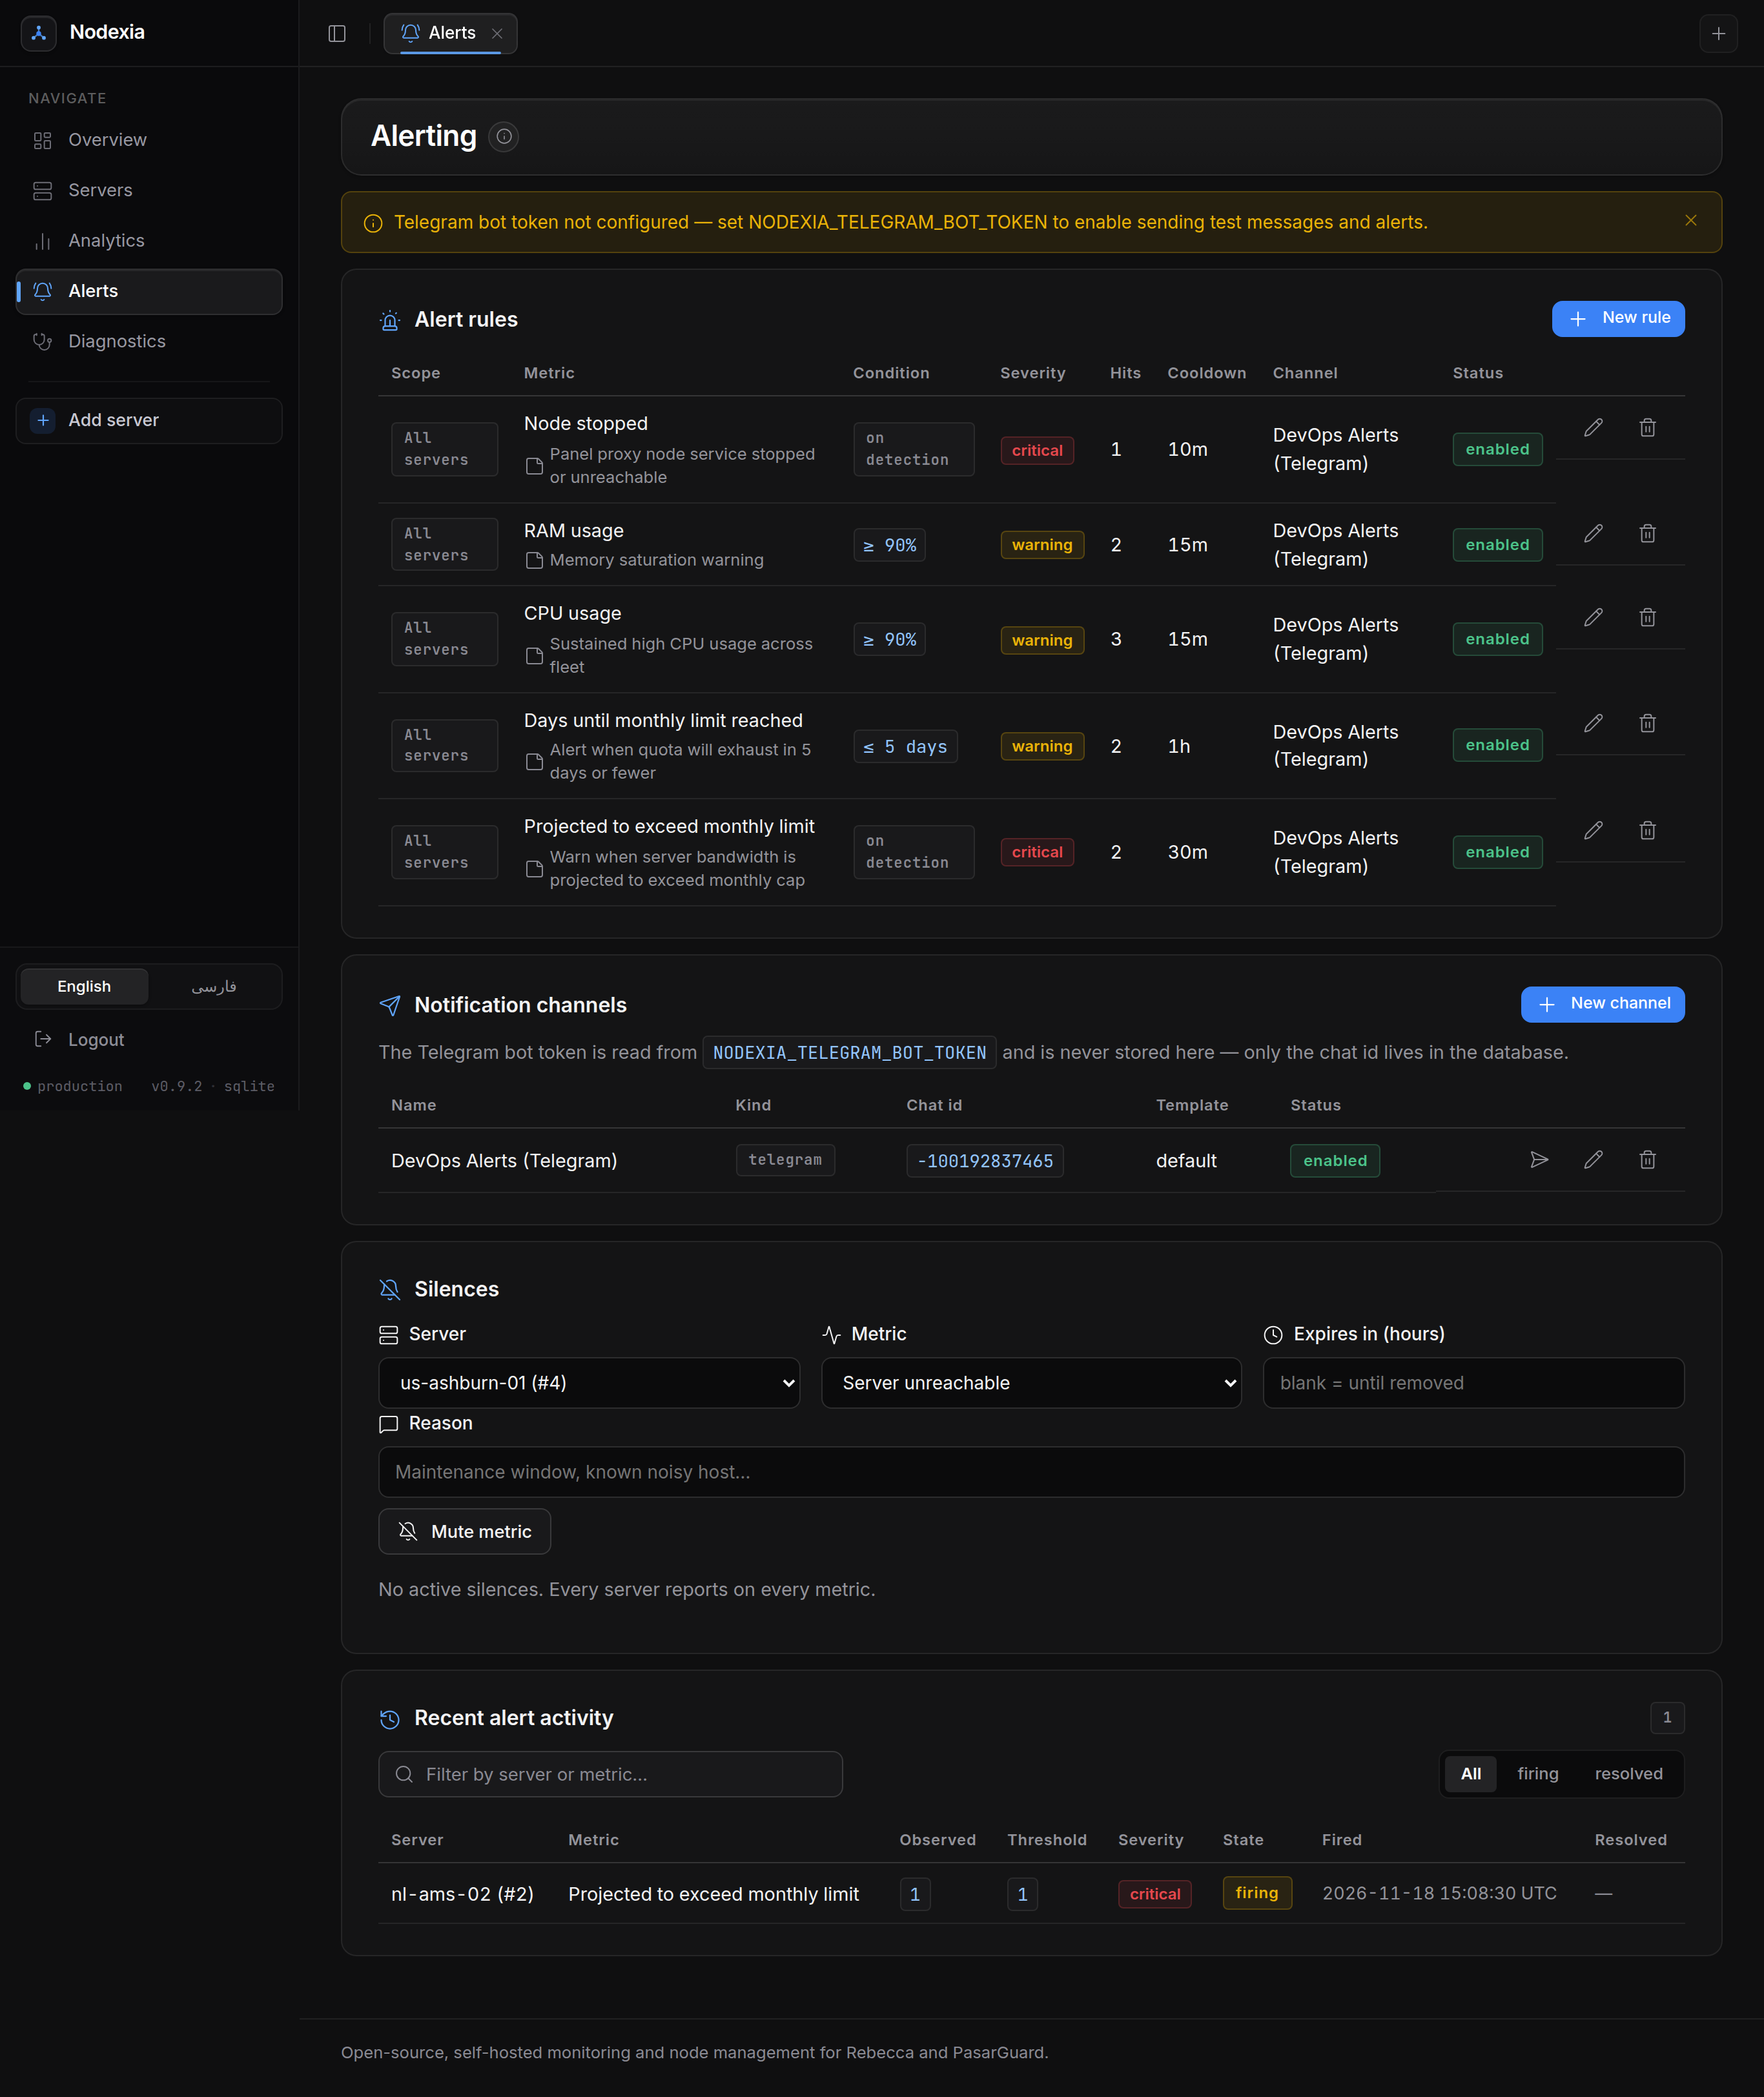 Nodexia
Alerts
NAVIGATE
Overview
Servers
Analytics
Alerts
Diagnostics
Add server
English
فارسی
Logout
production
v0.9.2 · sqlite
Alerting
Telegram bot token not configured — set NODEXIA_TELEGRAM_BOT_TOKEN to enable sending test messages and alerts.
Alert rules
New rule
Scope Metric Condition Severity Hits Cooldown Channel Status
All servers
Node stopped
Panel proxy node service stopped
or unreachable
on detection
critical
1
10m
DevOps Alerts
(Telegram)
enabled
All servers
RAM usage
Memory saturation warning
≥ 90%
warning
2
15m
DevOps Alerts
(Telegram)
enabled
All servers
CPU usage
Sustained high CPU usage across
fleet
≥ 90%
warning
3
15m
DevOps Alerts
(Telegram)
enabled
All servers
Days until monthly limit reached
Alert when quota will exhaust in 5
days or fewer
≤ 5 days
warning
2
1h
DevOps Alerts
(Telegram)
enabled
All servers
Projected to exceed monthly limit
Warn when server bandwidth is
projected to exceed monthly cap
on detection
critical
2
30m
DevOps Alerts
(Telegram)
enabled
Notification channels
New channel
The Telegram bot token is read from NODEXIA_TELEGRAM_BOT_TOKEN and is never stored here — only the chat id lives in the database.
Name Kind Chat id Template Status
DevOps Alerts (Telegram) telegram -100192837465 default enabled
Silences
Server
us-ashburn-01 (#4)
Metric
Server unreachable
Expires in (hours)
blank = until removed
Reason
Maintenance window, known noisy host...
Mute metric
No active silences. Every server reports on every metric.
Recent alert activity
1
Filter by server or metric...
All firing resolved
Server Metric Observed Threshold Severity State Fired Resolved
nl-ams-02 (#2) Projected to exceed monthly limit 1 1 critical firing 2026-11-18 15:08:30 UTC —
Open-source, self-hosted monitoring and node management for Rebecca and PasarGuard.